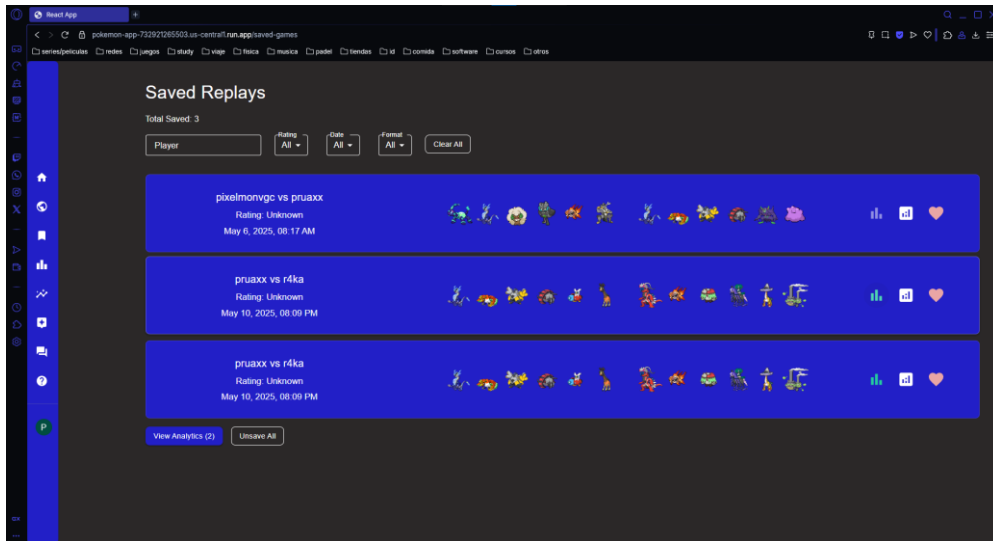 React App
pokemon-app-732921265503.us-central1.run.app/saved-games
series/peliculas redes juegos study viaje fisica musica padel tiendas id comida software cursos otros
Saved Replays
Total Saved: 3
Player
Rating
All
Date
All
Format
All
Clear All
pixelmonvgc vs pruaxx
Rating: Unknown
May 6, 2025, 08:17 AM
pruaxx vs r4ka
Rating: Unknown
May 10, 2025, 08:09 PM
pruaxx vs r4ka
Rating: Unknown
May 10, 2025, 08:09 PM
P
View Analytics (2)
Unsave All